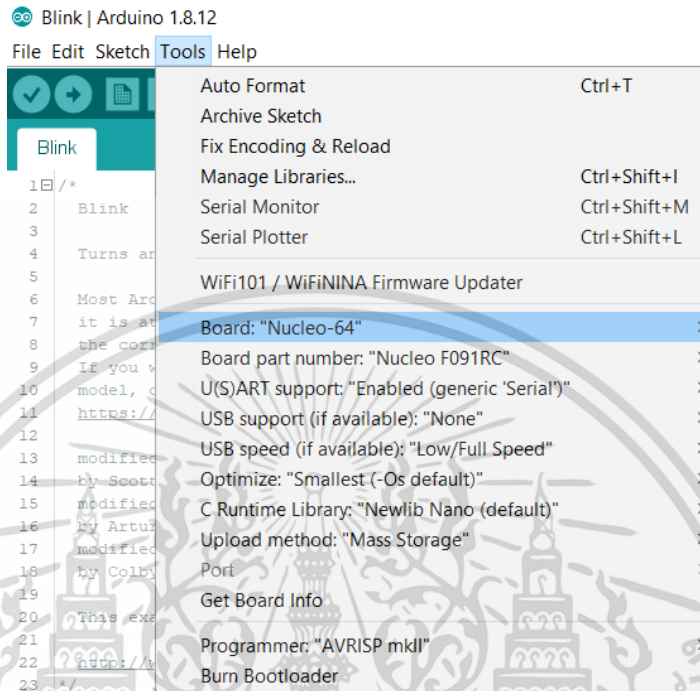 Blink | Arduino 1.8.12
File Edit Sketch Tools Help
Auto Format Ctrl+T
Archive Sketch
Fix Encoding & Reload
Manage Libraries... Ctrl+Shift+I
Serial Monitor Ctrl+Shift+M
Serial Plotter Ctrl+Shift+L
WiFi101 / WiFiNINA Firmware Updater
Board: "Nucleo-64"
Board part number: "Nucleo F091RC"
U(S)ART support: "Enabled (generic 'Serial')"
USB support (if available): "None"
USB speed (if available): "Low/Full Speed"
Optimize: "Smallest (-Os default)"
C Runtime Library: "Newlib Nano (default)"
Upload method: "Mass Storage"
Port
Get Board Info
Programmer: "AVRISP mkII"
Burn Bootloader
Blink
1 /*
2 Blink
3
4 Turns an
5
6 Most Ard
7 it is at
8 the corr
9 If you w
10 model, c
11 https://
12
13 modified
14 by Scott
15 modified
16 by Artur
17 modified
18 by Colby
19
20 This exa
21
22 http://w
23 */